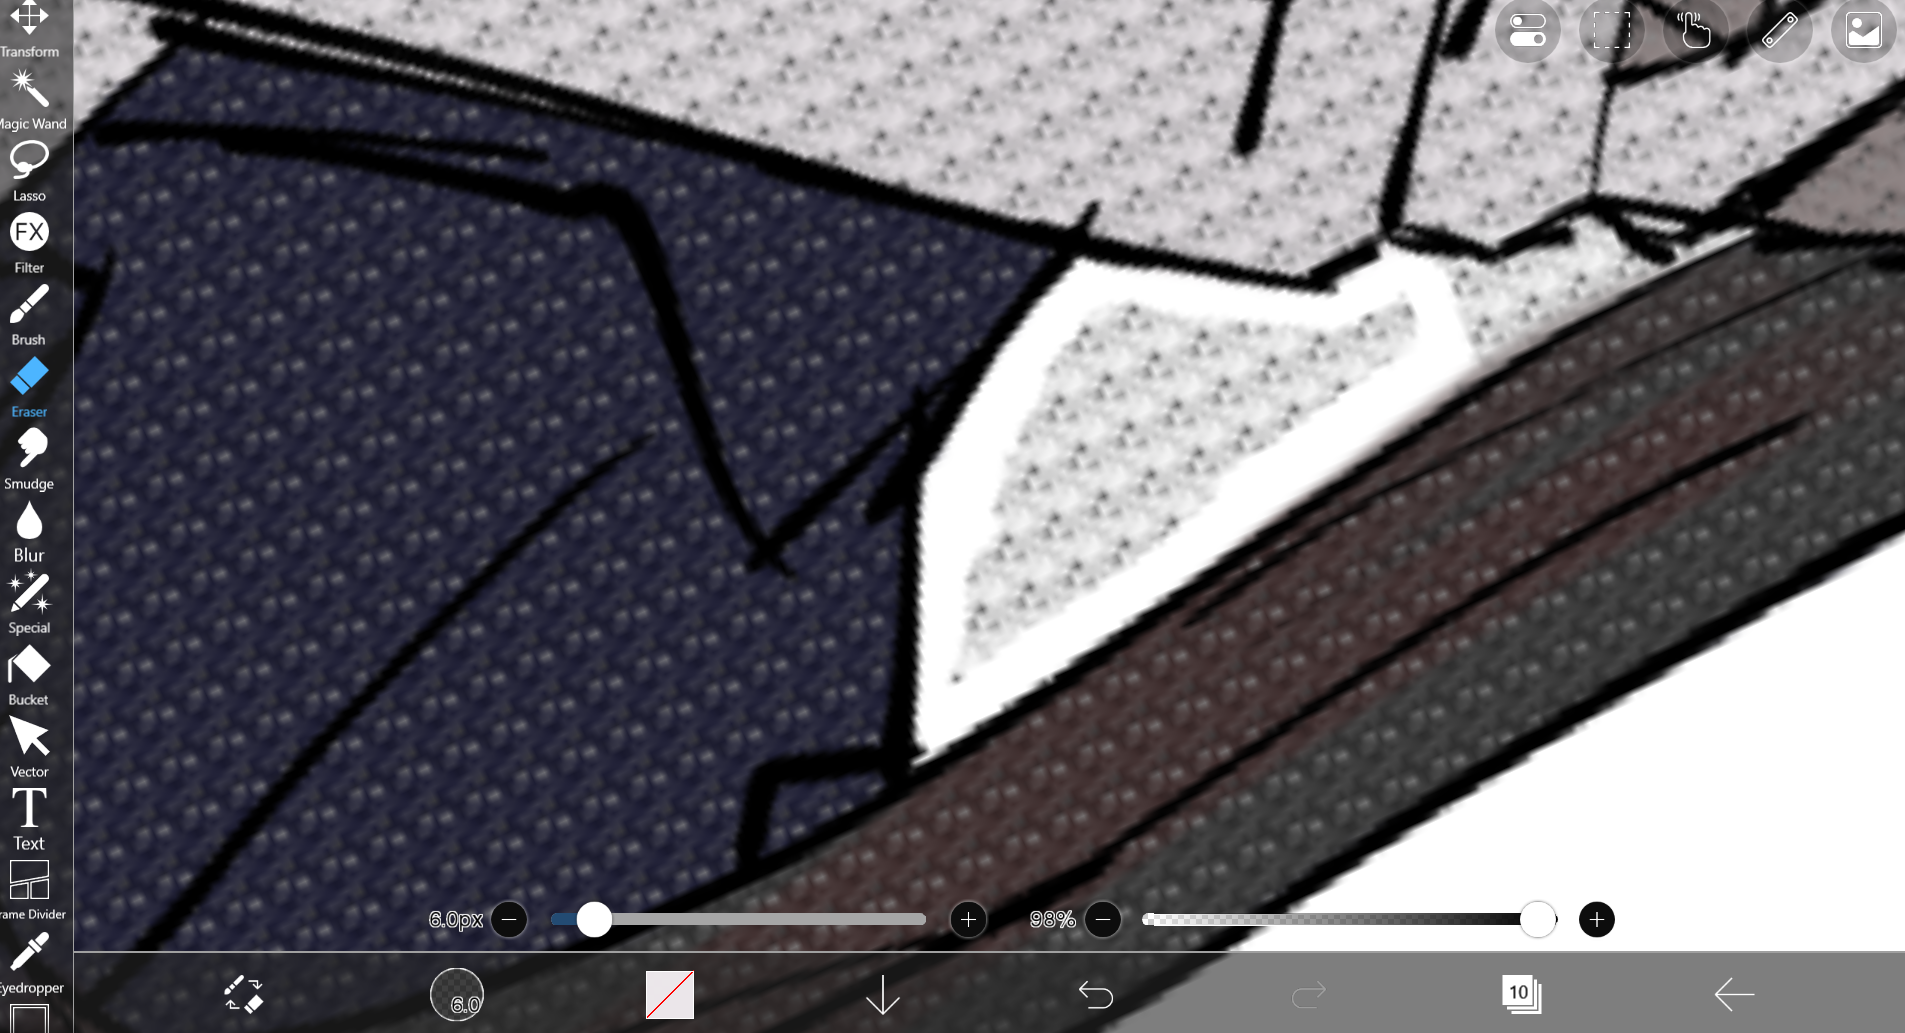 Transform
Magic Wand
Lasso
FX
Filter
Brush
Eraser
Smudge
Blur
Special
Bucket
Vector
T
Text
rame Divider
Eyedropper
6.0px
98%
6.0
10